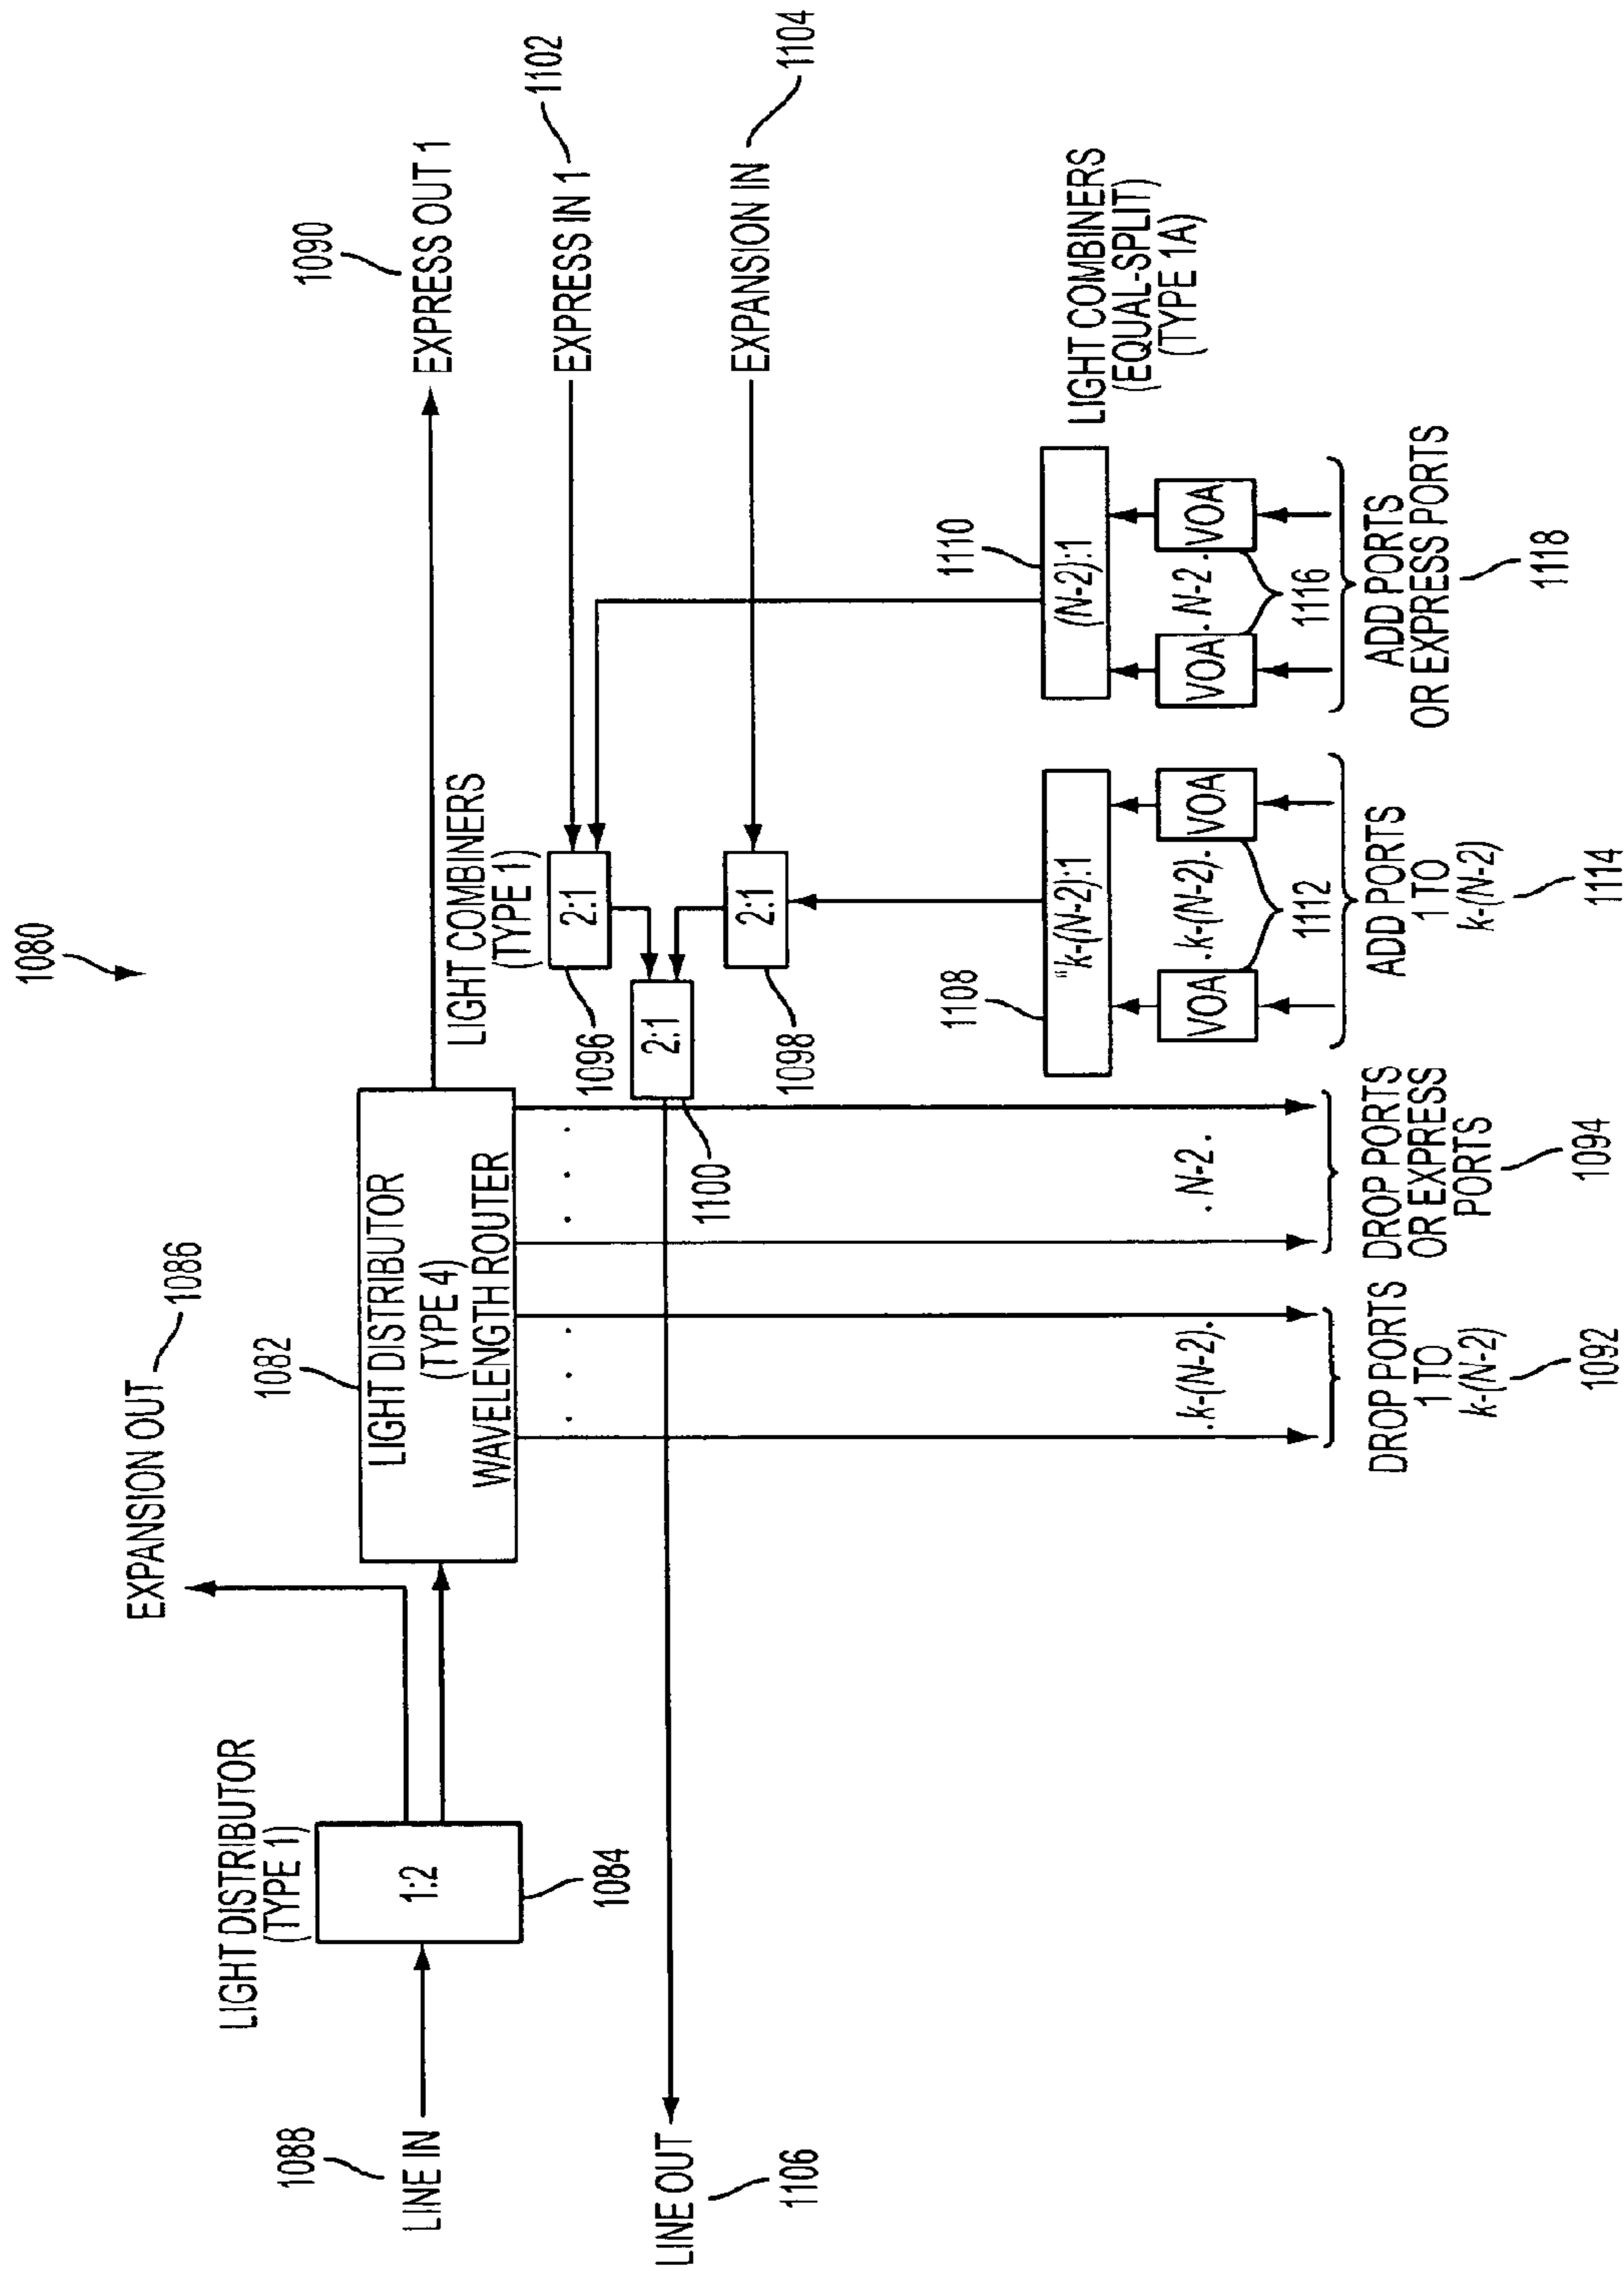 1080
EXPANSION OUT
1086
LIGHT DISTRIBUTOR
(TYPE 1)
1:2
1084
1088
LINE IN
1082
LIGHT DISTRIBUTOR
(TYPE 4)
WAVELENGTH ROUTER
1090
EXPRESS OUT 1
LIGHT COMBINERS
(TYPE 1)
2:1
1096
2:1
1100
2:1
1098
EXPRESS IN 1
1102
EXPANSION IN
1104
LINE OUT
1106
.k-(N-2).
DROP PORTS
1 TO
k-(N-2)
1092
.N-2.
DROP PORTS
OR EXPRESS
PORTS
1094
1108
"k-(N-2):1
VOA
.k-(N-2).
VOA
1112
ADD PORTS
1 TO
k-(N-2)
1114
1110
(N-2):1
LIGHT COMBINERS
(EQUAL-SPLIT)
(TYPE 1A)
VOA
.N-2.
VOA
1116
ADD PORTS
OR EXPRESS PORTS
1118